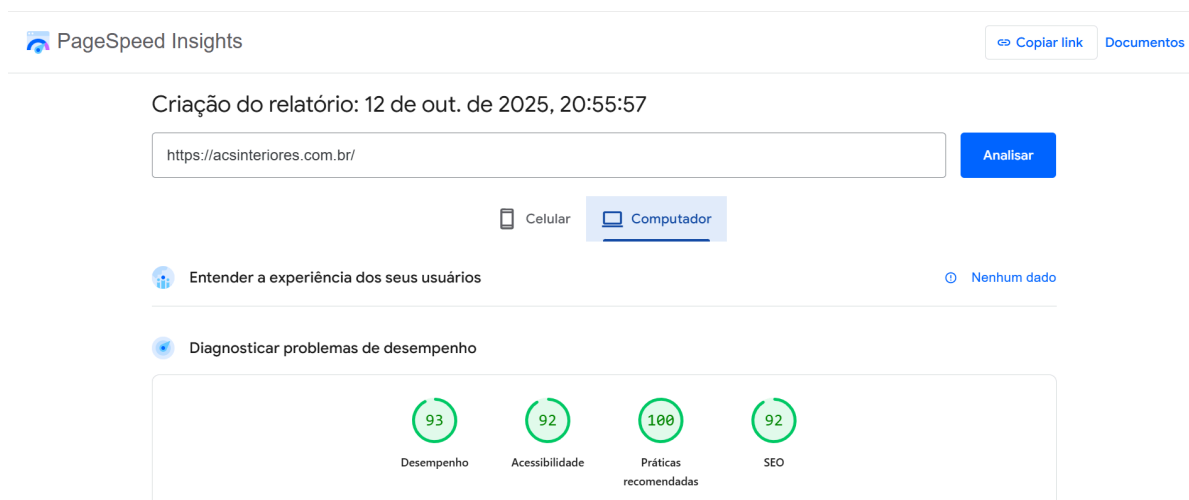 PageSpeed Insights
Copiar link
Documentos
Criação do relatório: 12 de out. de 2025, 20:55:57
https://acsinteriores.com.br/
Analisar
Celular
Computador
Entender a experiência dos seus usuários
Nenhum dado
Diagnosticar problemas de desempenho
93
92
100
92
Desempenho
Acessibilidade
Práticas
recomendadas
SEO